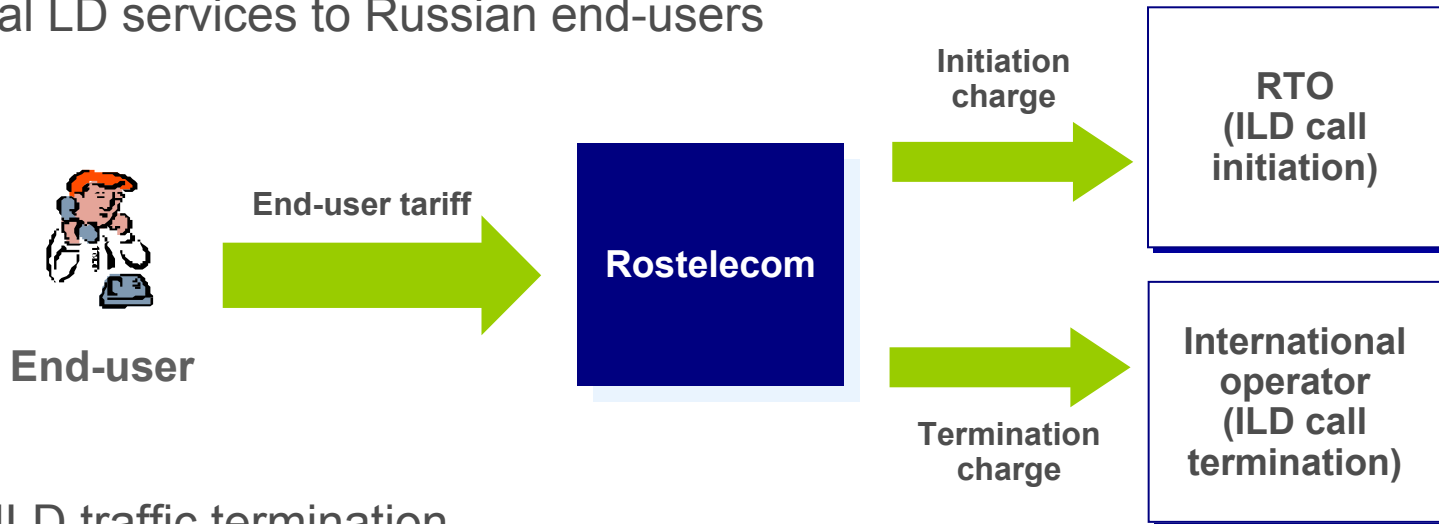 al LD services to Russian end-users
Initiation
charge
RTO
(ILD call
initiation)
End-user tariff
Rostelecom
End-user
International
operator
(ILD call
termination)
Termination
charge
ILD traffic termination